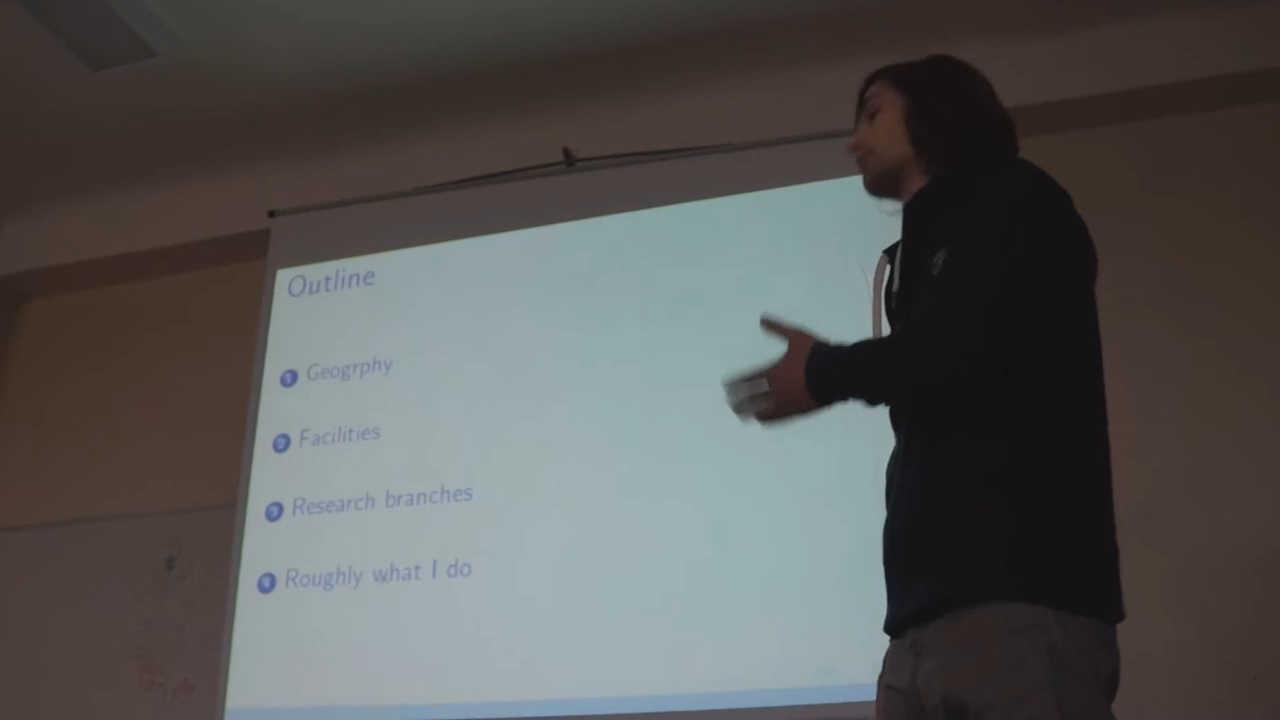 Outline
1 Geogrphy
2 Facilities
3 Research branches
4 Roughly what I do